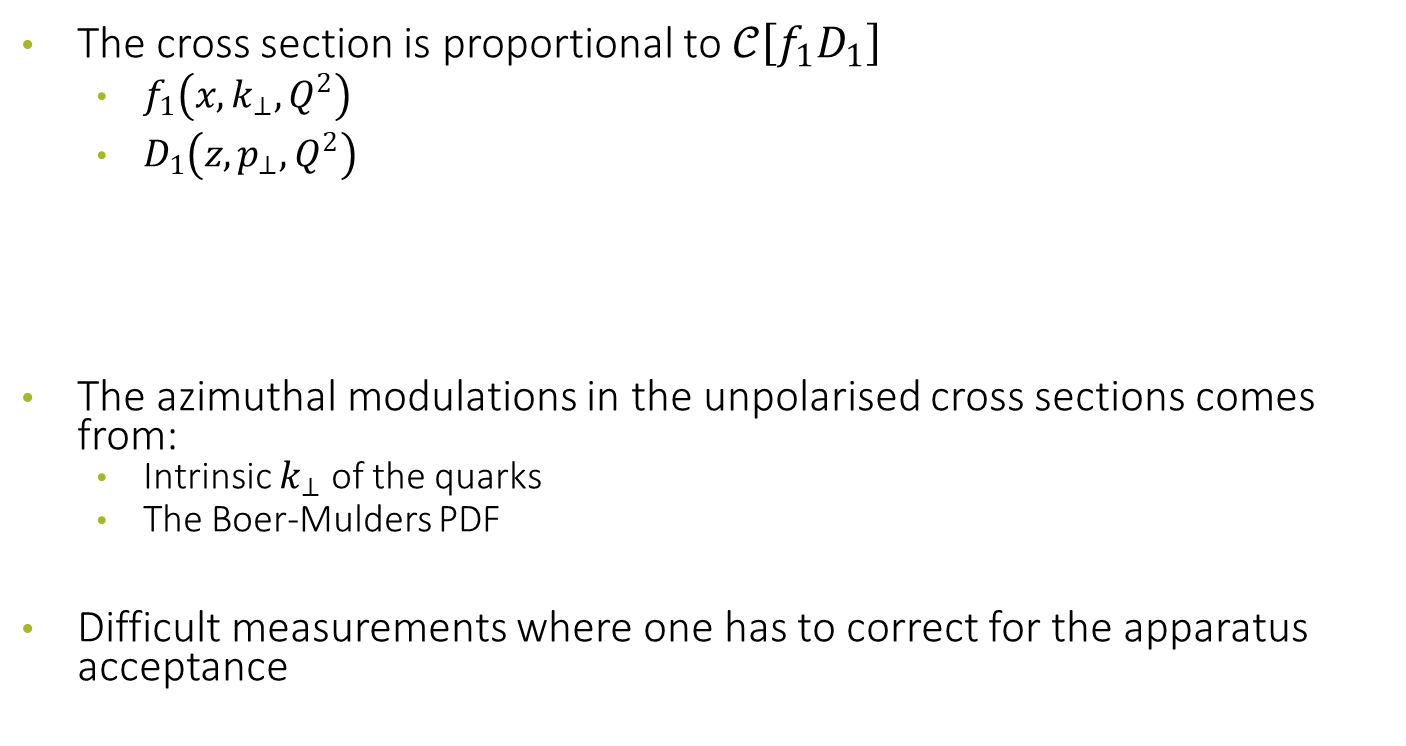 • The cross section is proportional to 𝒞[f₁D₁]
• f₁(x, k⊥, Q²)
• D₁(z, p⊥, Q²)
• The azimuthal modulations in the unpolarised cross sections comes
from:
• Intrinsic k⊥ of the quarks
• The Boer-Mulders PDF
• Difficult measurements where one has to correct for the apparatus
acceptance